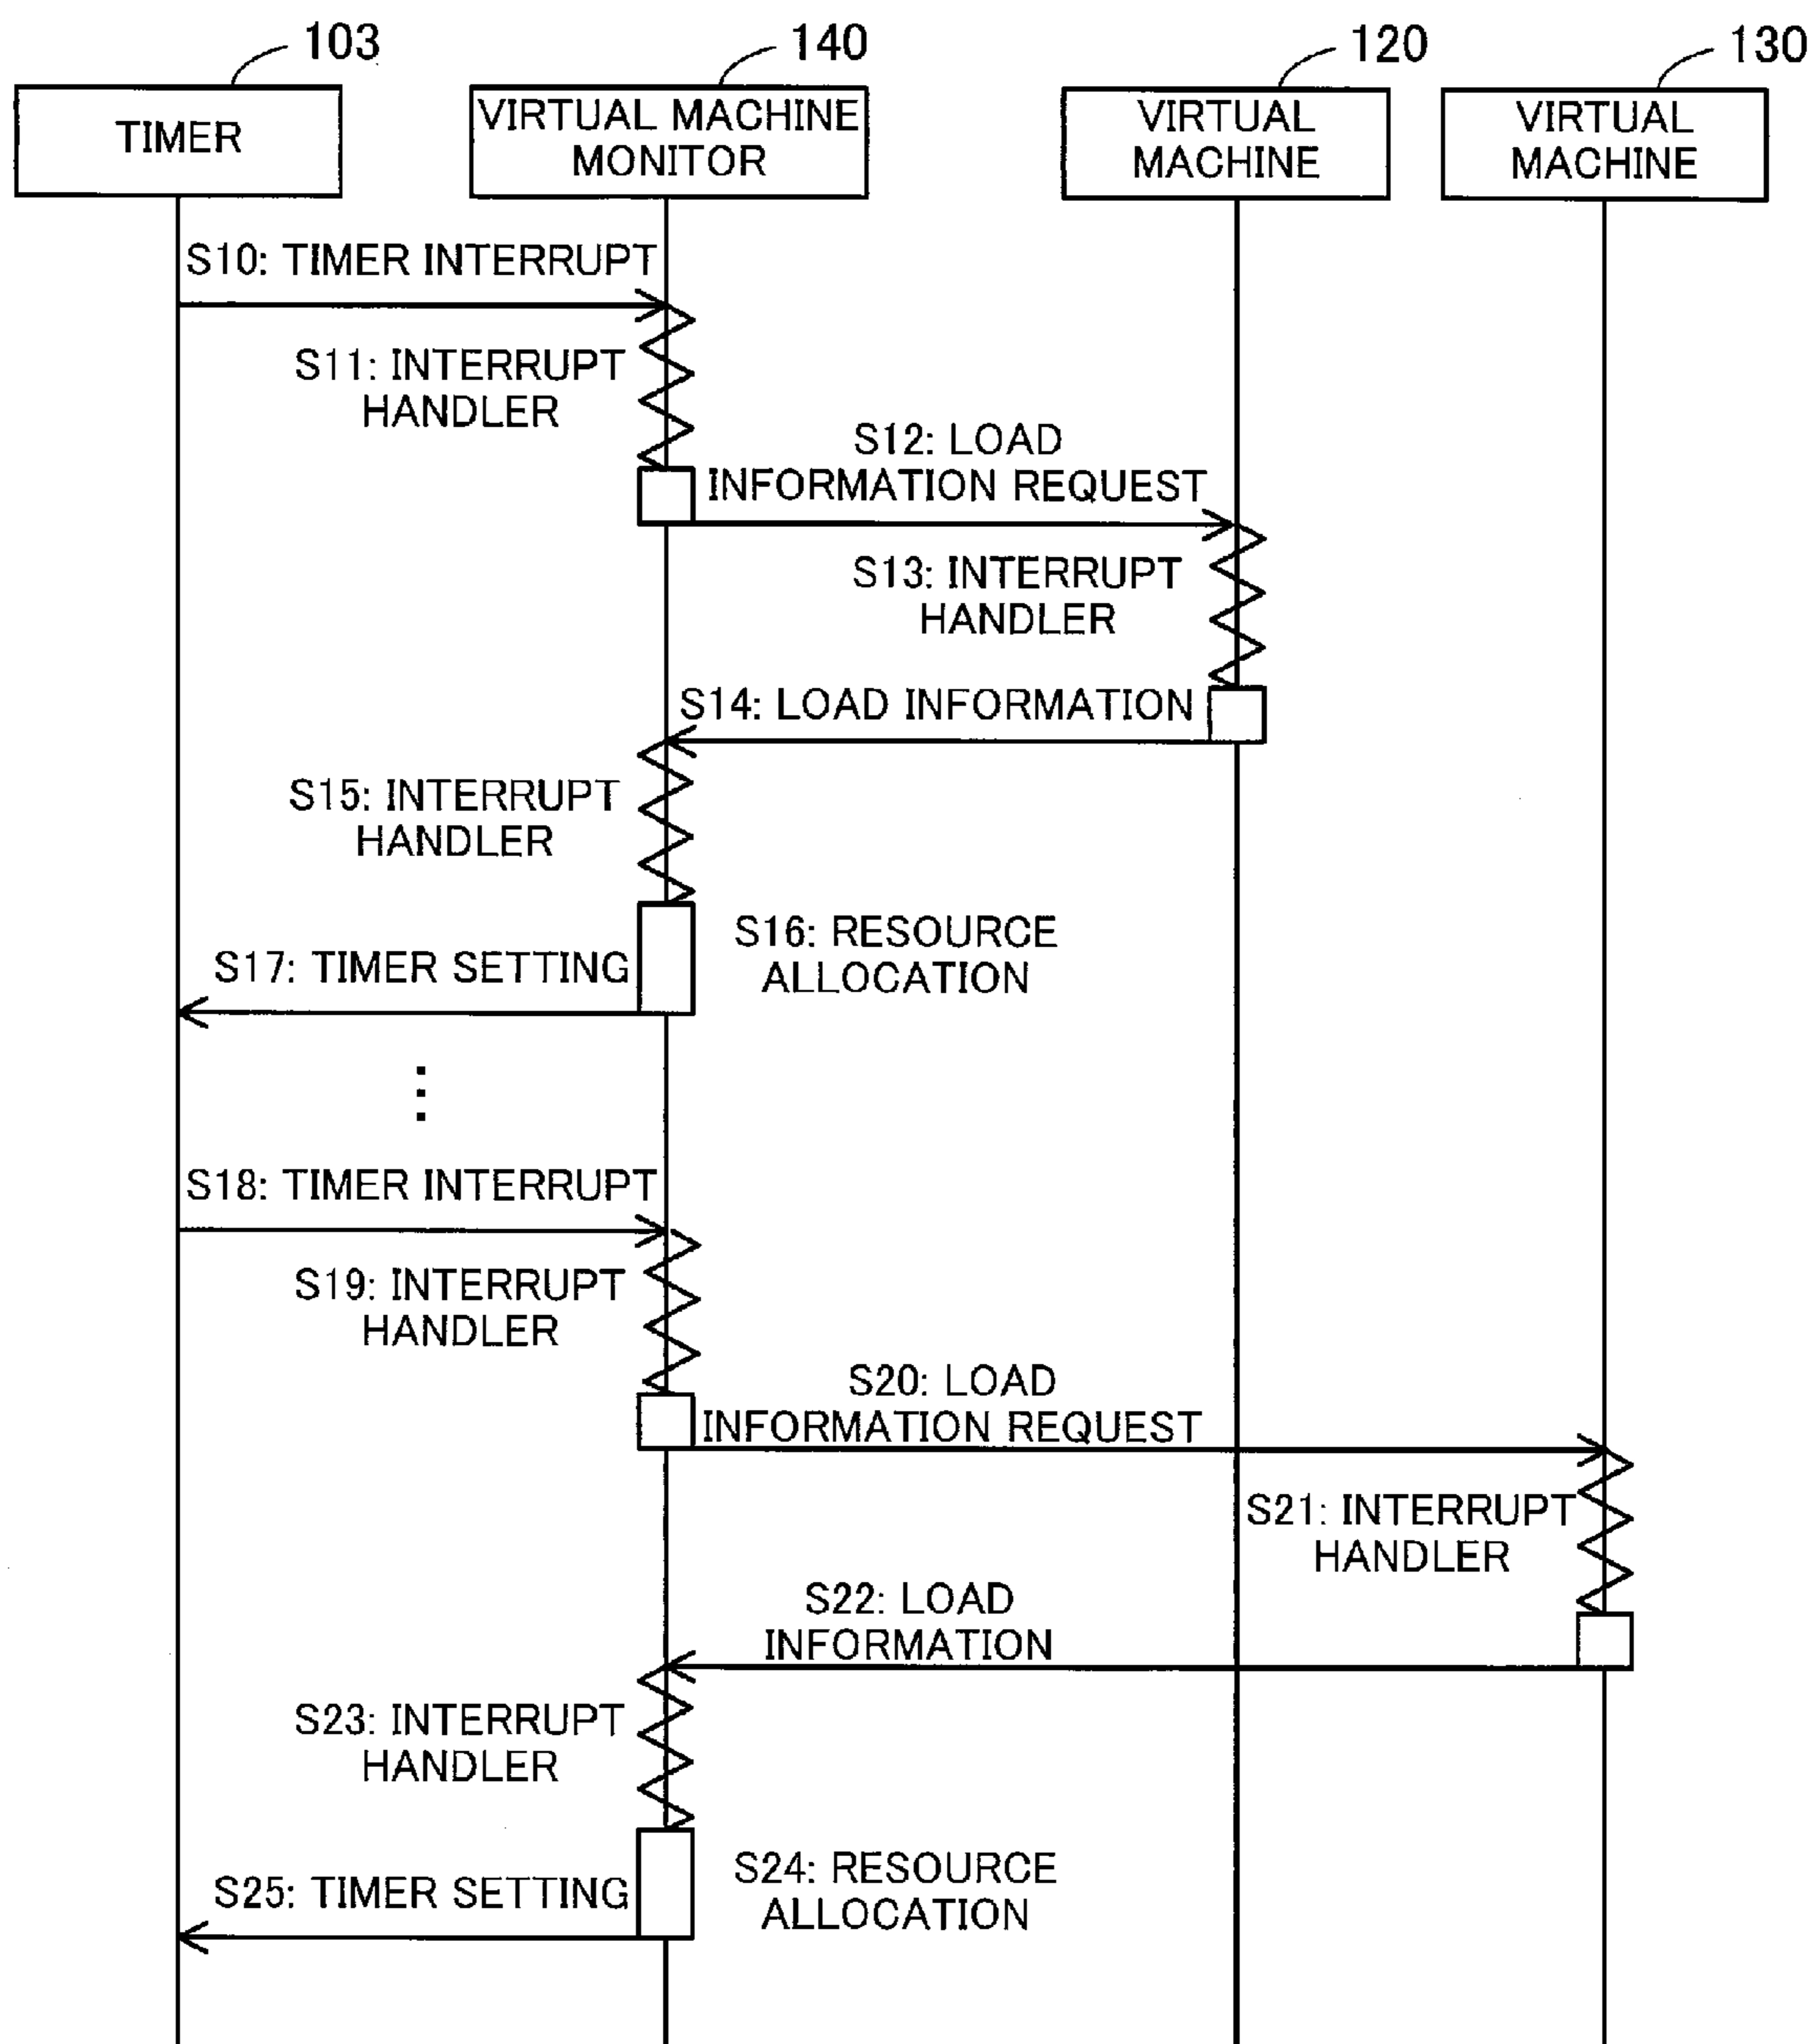 103
140
120
130
TIMER
VIRTUAL MACHINE
MONITOR
VIRTUAL
MACHINE
VIRTUAL
MACHINE
S10: TIMER INTERRUPT
S11: INTERRUPT
HANDLER
S12: LOAD
INFORMATION REQUEST
S13: INTERRUPT
HANDLER
S14: LOAD INFORMATION
S15: INTERRUPT
HANDLER
S16: RESOURCE
ALLOCATION
S17: TIMER SETTING
S18: TIMER INTERRUPT
S19: INTERRUPT
HANDLER
S20: LOAD
INFORMATION REQUEST
S21: INTERRUPT
HANDLER
S22: LOAD
INFORMATION
S23: INTERRUPT
HANDLER
S24: RESOURCE
ALLOCATION
S25: TIMER SETTING